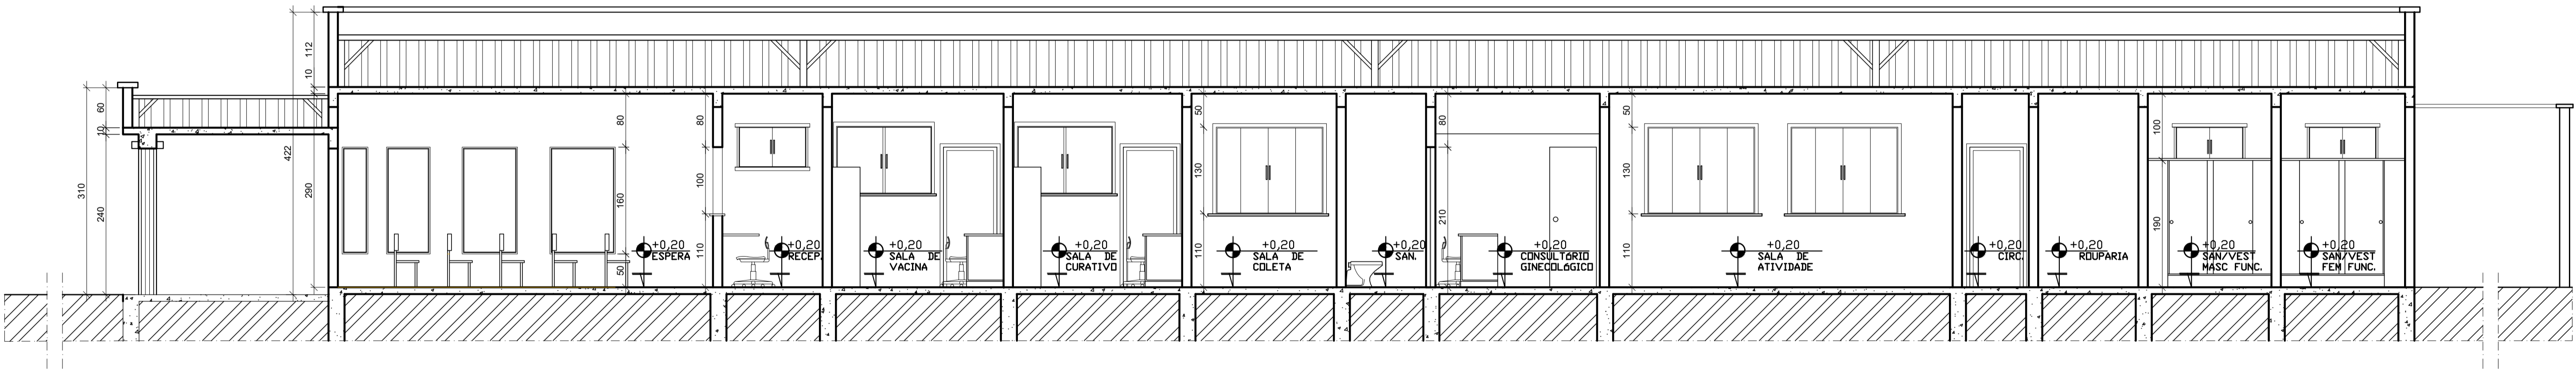 310
60
10
240
422
112
10
290
80
160
50
+0,20
ESPERA
80
100
110
+0,20
RECEP.
+0,20
SALA DE
VACINA
+0,20
SALA DE
CURATIVO
50
130
110
+0,20
SALA DE
COLETA
+0,20
SAN.
80
210
+0,20
CONSULTóRIO
GINECOLóGICO
50
130
110
+0,20
SALA DE
ATIVIDADE
+0,20
CIRC.
+0,20
ROUPARIA
100
190
+0,20
SAN/VEST
MASC FUNC.
+0,20
SAN/VEST
FEM FUNC.